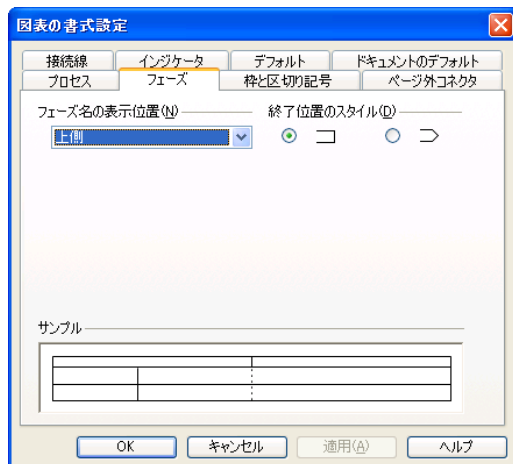 図表の書式設定
接続線 インジケータ デフォルト ドキュメントのデフォルト
プロセス フェーズ 枠と区切り記号 ページ外コネクタ
フェーズ名の表示位置(N) 終了位置のスタイル(D)
上側
サンプル
OK キャンセル 適用(A) ヘルプ